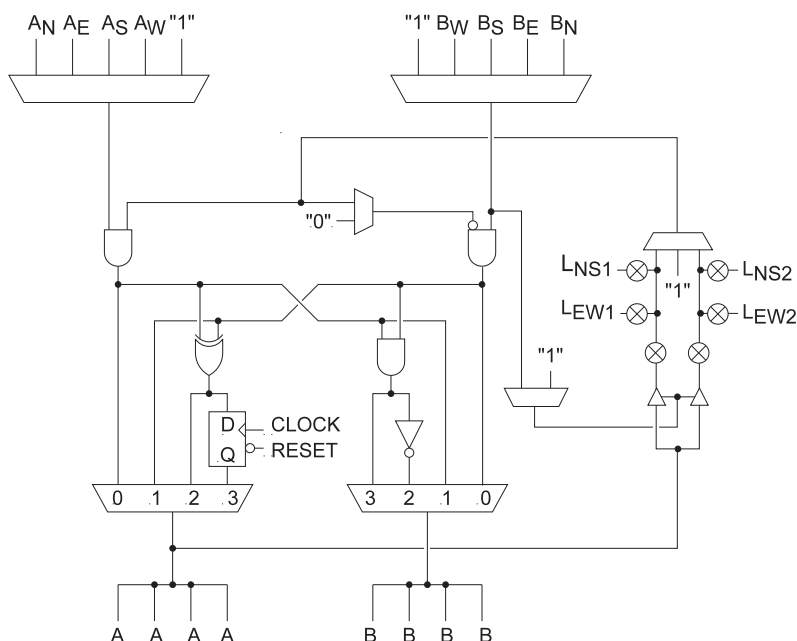 AN AE AS AW "1" "1" BW BS BE BN
"0"
LNS1 "1" LNS2
LEW1 LEW2
"1"
D CLOCK
Q RESET
0 1 2 3 3 2 1 0
A A A A B B B B